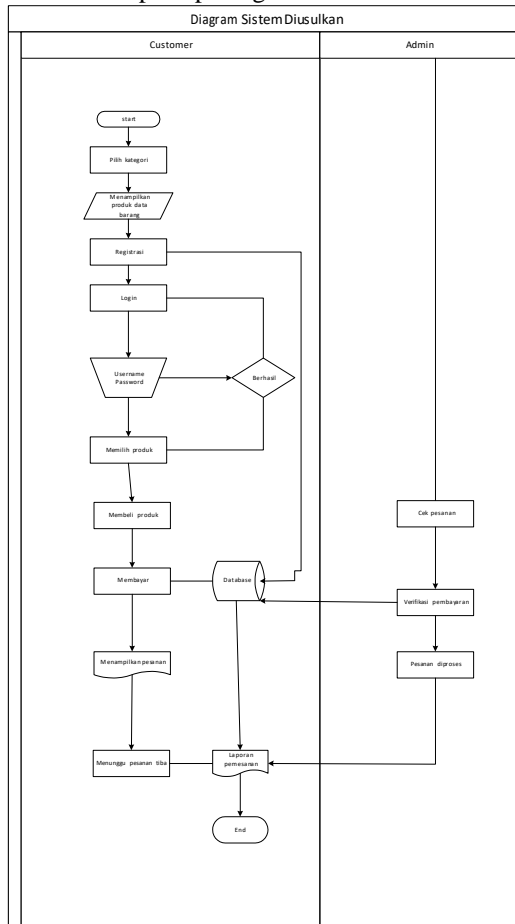 Diagram Sistem Diusulkan
Customer
Admin
start
Pilih kategori
Menampilkan
produk data
barang
Registrasi
Login
Username
Password
Berhasil
Memilih produk
Membeli produk
Cek pesanan
Membayar
Database
Verifikasi pembayaran
Menampilkan pesanan
Pesanan diproses
Menunggu pesanan tiba
Laporan
pemesanan
End